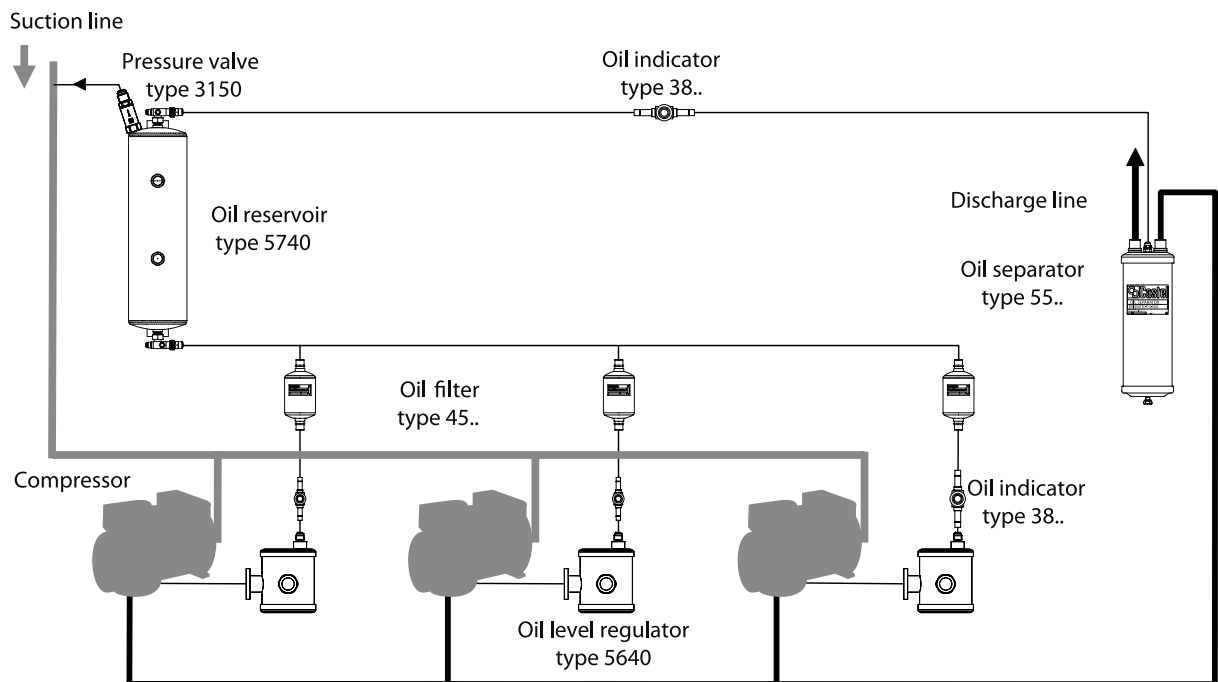 Suction line
Pressure valve
type 3150
Oil indicator
type 38..
Oil reservoir
type 5740
Discharge line
Oil separator
type 55..
Castel
Oil filter
type 45..
Compressor
Oil indicator
type 38..
Oil level regulator
type 5640